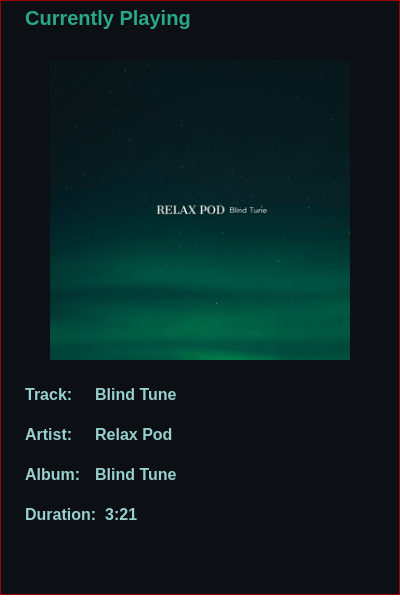 Currently Playing
RELAX POD Blind Tune
Track: Blind Tune
Artist: Relax Pod
Album: Blind Tune
Duration: 3:21